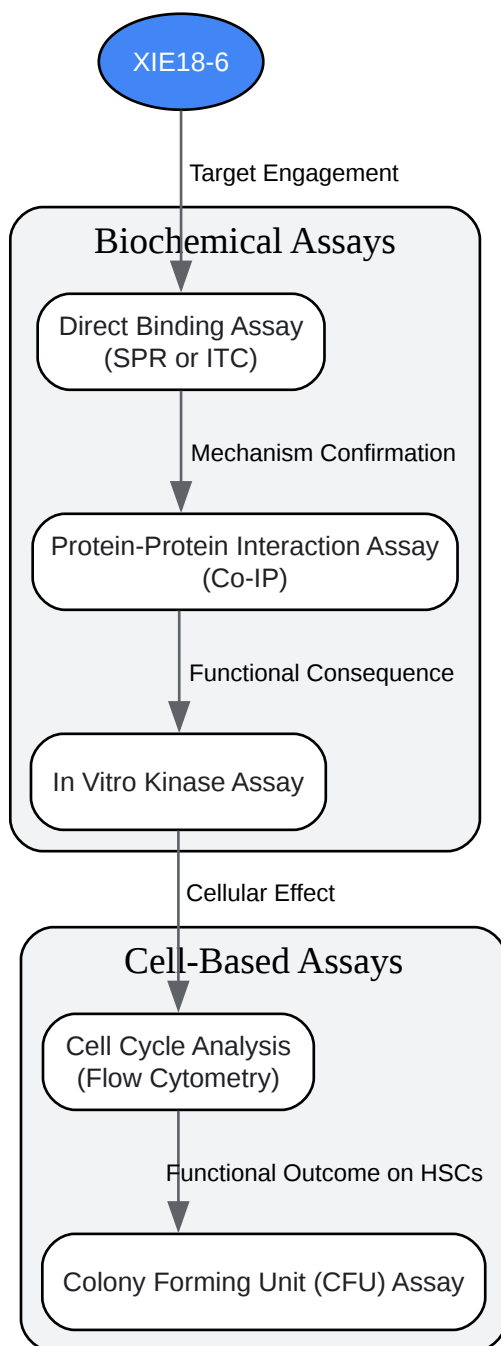 XIE18-6
Target Engagement
Biochemical Assays
Direct Binding Assay
(SPR or ITC)
Mechanism Confirmation
Protein-Protein Interaction Assay
(Co-IP)
Functional Consequence
In Vitro Kinase Assay
Cellular Effect
Cell-Based Assays
Cell Cycle Analysis
(Flow Cytometry)
Functional Outcome on HSCs
Colony Forming Unit (CFU) Assay